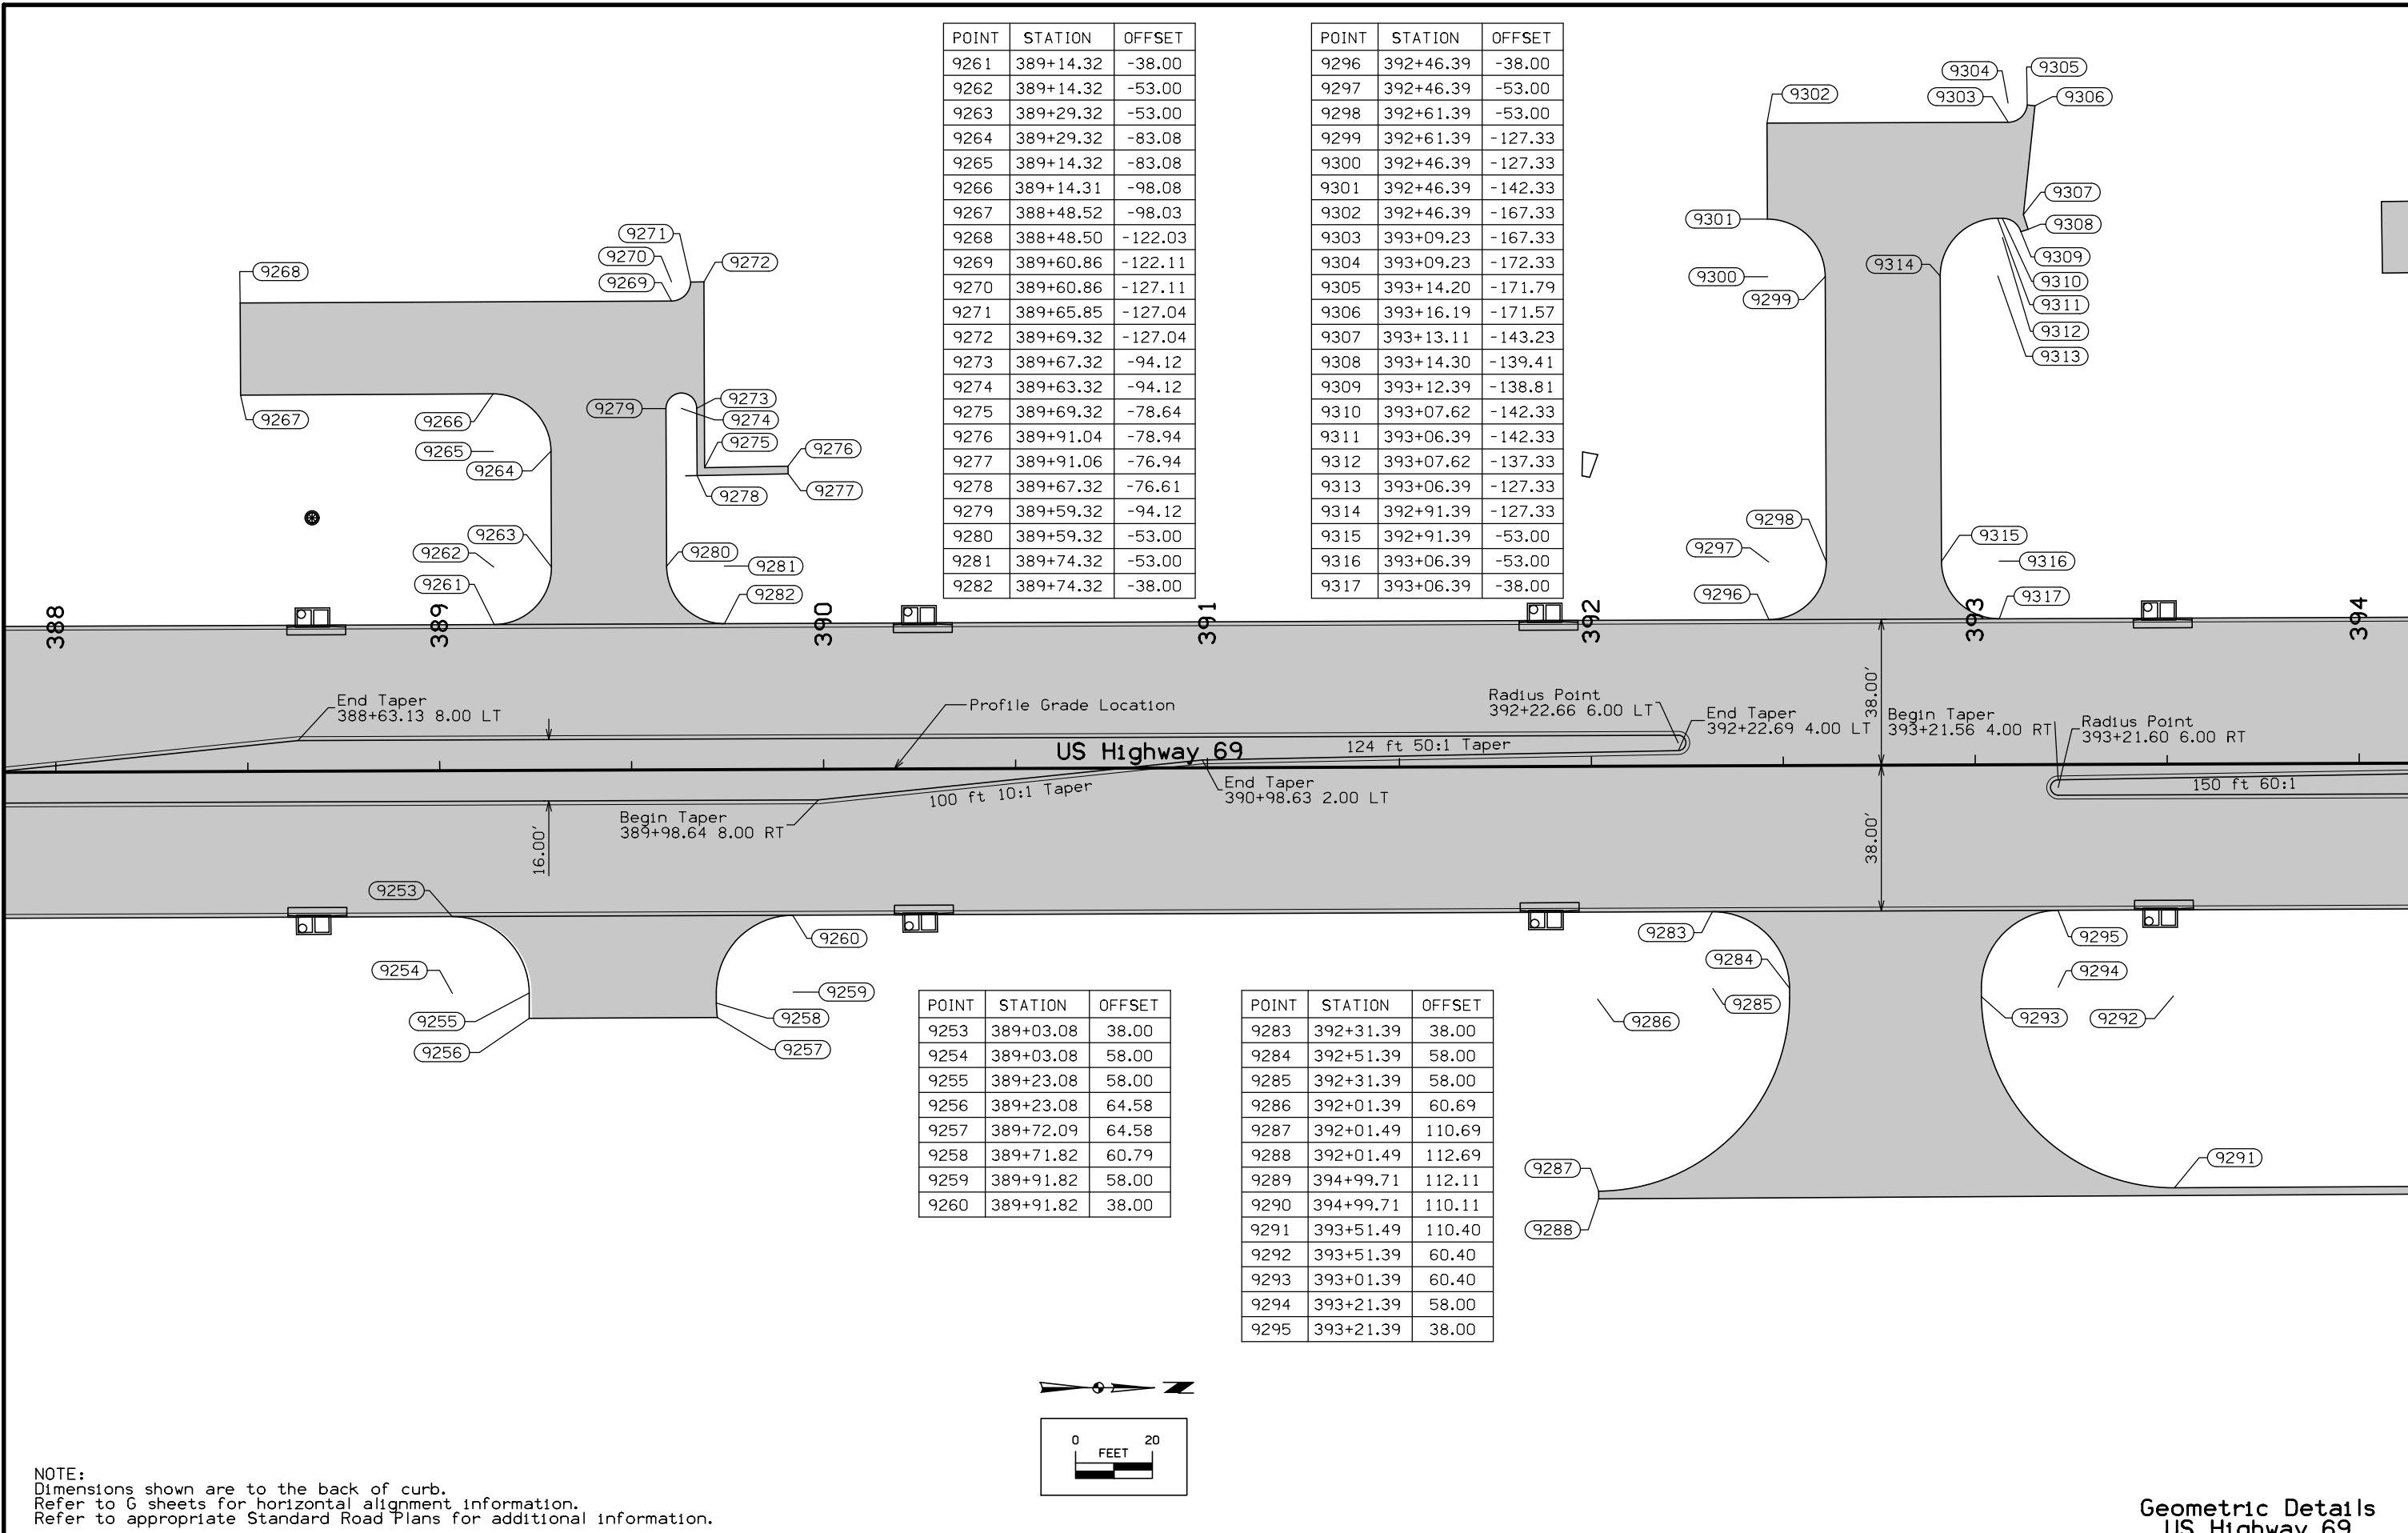 POINT STATION OFFSET
9261 389+14.32 -38.00
9262 389+14.32 -53.00
9263 389+29.32 -53.00
9264 389+29.32 -83.08
9265 389+14.32 -83.08
9266 389+14.31 -98.08
9267 388+48.52 -98.03
9268 388+48.50 -122.03
9269 389+60.86 -122.11
9270 389+60.86 -127.11
9271 389+65.85 -127.04
9272 389+69.32 -127.04
9273 389+67.32 -94.12
9274 389+63.32 -94.12
9275 389+69.32 -78.64
9276 389+91.04 -78.94
9277 389+91.06 -76.94
9278 389+67.32 -76.61
9279 389+59.32 -94.12
9280 389+59.32 -53.00
9281 389+74.32 -53.00
9282 389+74.32 -38.00
POINT STATION OFFSET
9296 392+46.39 -38.00
9297 392+46.39 -53.00
9298 392+61.39 -53.00
9299 392+61.39 -127.33
9300 392+46.39 -127.33
9301 392+46.39 -142.33
9302 392+46.39 -167.33
9303 393+09.23 -167.33
9304 393+09.23 -172.33
9305 393+14.20 -171.79
9306 393+16.19 -171.57
9307 393+13.11 -143.23
9308 393+14.30 -139.41
9309 393+12.39 -138.81
9310 393+07.62 -142.33
9311 393+06.39 -142.33
9312 393+07.62 -137.33
9313 393+06.39 -127.33
9314 392+91.39 -127.33
9315 392+91.39 -53.00
9316 393+06.39 -53.00
9317 393+06.39 -38.00
9271
9270
9269
9272
9268
9267
9266
9265
9264
9279
9273
9274
9275
9276
9277
9278
9263
9262
9261
9280
9281
9282
9304
9305
9302
9303
9306
9301
9307
9308
9314
9309
9300
9310
9299
9311
9312
9313
9298
9297
9296
9315
9316
9317
388
389
390
391
392
393
394
End Taper
388+63.13 8.00 LT
Profile Grade Location
US Highway 69
124 ft 50:1 Taper
Radius Point
392+22.66 6.00 LT
End Taper
392+22.69 4.00 LT
38.00'
Begin Taper
393+21.56 4.00 RT
Radius Point
393+21.60 6.00 RT
150 ft 60:1
100 ft 10:1 Taper
End Taper
390+98.63 2.00 LT
Begin Taper
389+98.64 8.00 RT
16.00'
38.00'
9253
9260
9254
9259
9255
9258
9256
9257
9283
9284
9285
9286
9295
9294
9293
9292
9287
9288
9291
POINT STATION OFFSET
9253 389+03.08 38.00
9254 389+03.08 58.00
9255 389+23.08 58.00
9256 389+23.08 64.58
9257 389+72.09 64.58
9258 389+71.82 60.79
9259 389+91.82 58.00
9260 389+91.82 38.00
POINT STATION OFFSET
9283 392+31.39 38.00
9284 392+51.39 58.00
9285 392+31.39 58.00
9286 392+01.39 60.69
9287 392+01.49 110.69
9288 392+01.49 112.69
9289 394+99.71 112.11
9290 394+99.71 110.11
9291 393+51.49 110.40
9292 393+51.39 60.40
9293 393+01.39 60.40
9294 393+21.39 58.00
9295 393+21.39 38.00
Z
0 20
FEET
NOTE:
Dimensions shown are to the back of curb.
Refer to G sheets for horizontal alignment information.
Refer to appropriate Standard Road Plans for additional information.
Geometric Details
US Highway 69